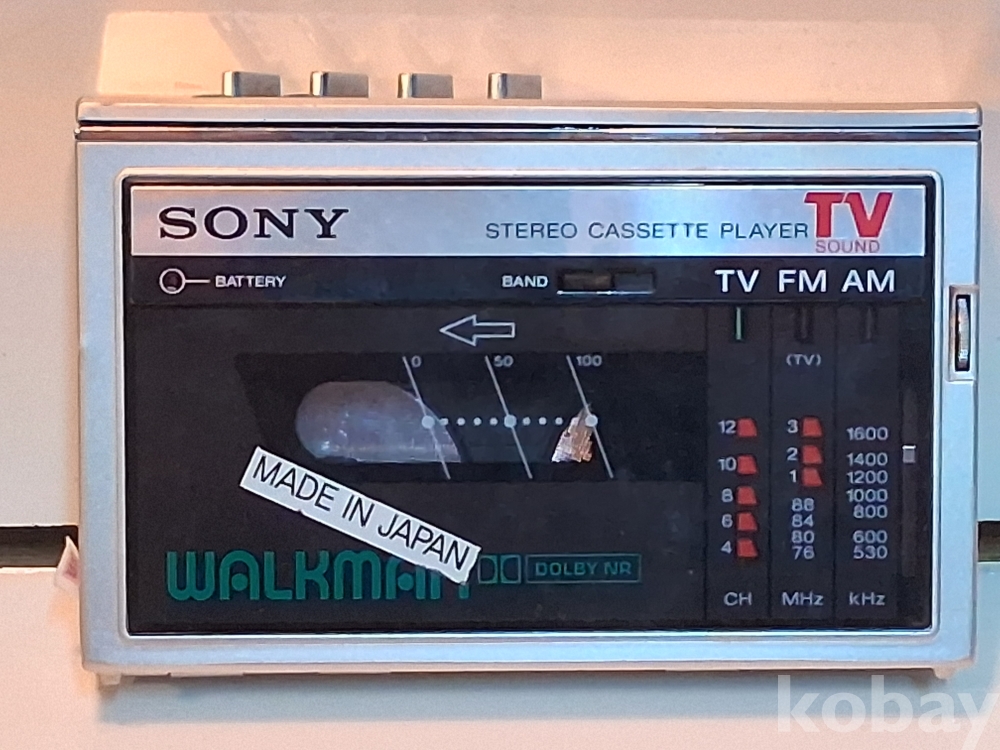 SONY
STEREO CASSETTE PLAYER
TV
SOUND
BATTERY
BAND
TV FM AM
0 50 100
(TV)
12 3 1600
10 2 1400
1 1200
8 88 1000
6 84 800
80 600
4 76 530
CH MHz kHz
MADE IN JAPAN
WALKMAN
DOLBY NR
kobay